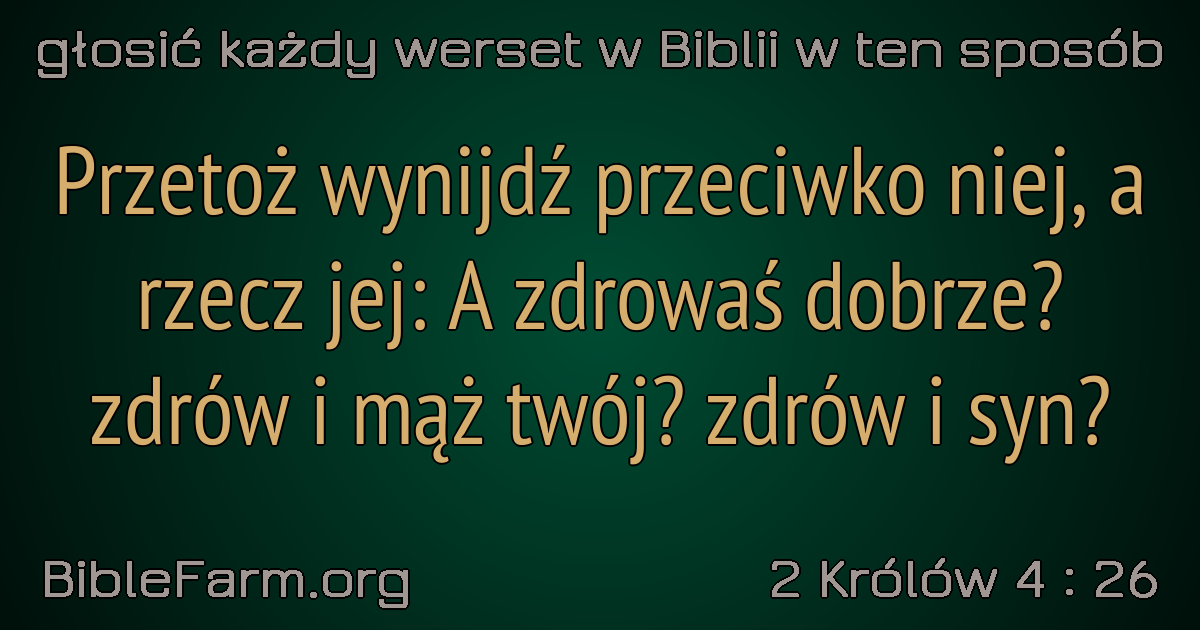 głosić każdy werset w Biblii w ten sposób
Przetoż wynijdź przeciwko niej, a
rzecz jej: A zdrowaś dobrze?
zdrów i mąż twój? zdrów i syn?
BibleFarm.org
2 Królów 4 : 26